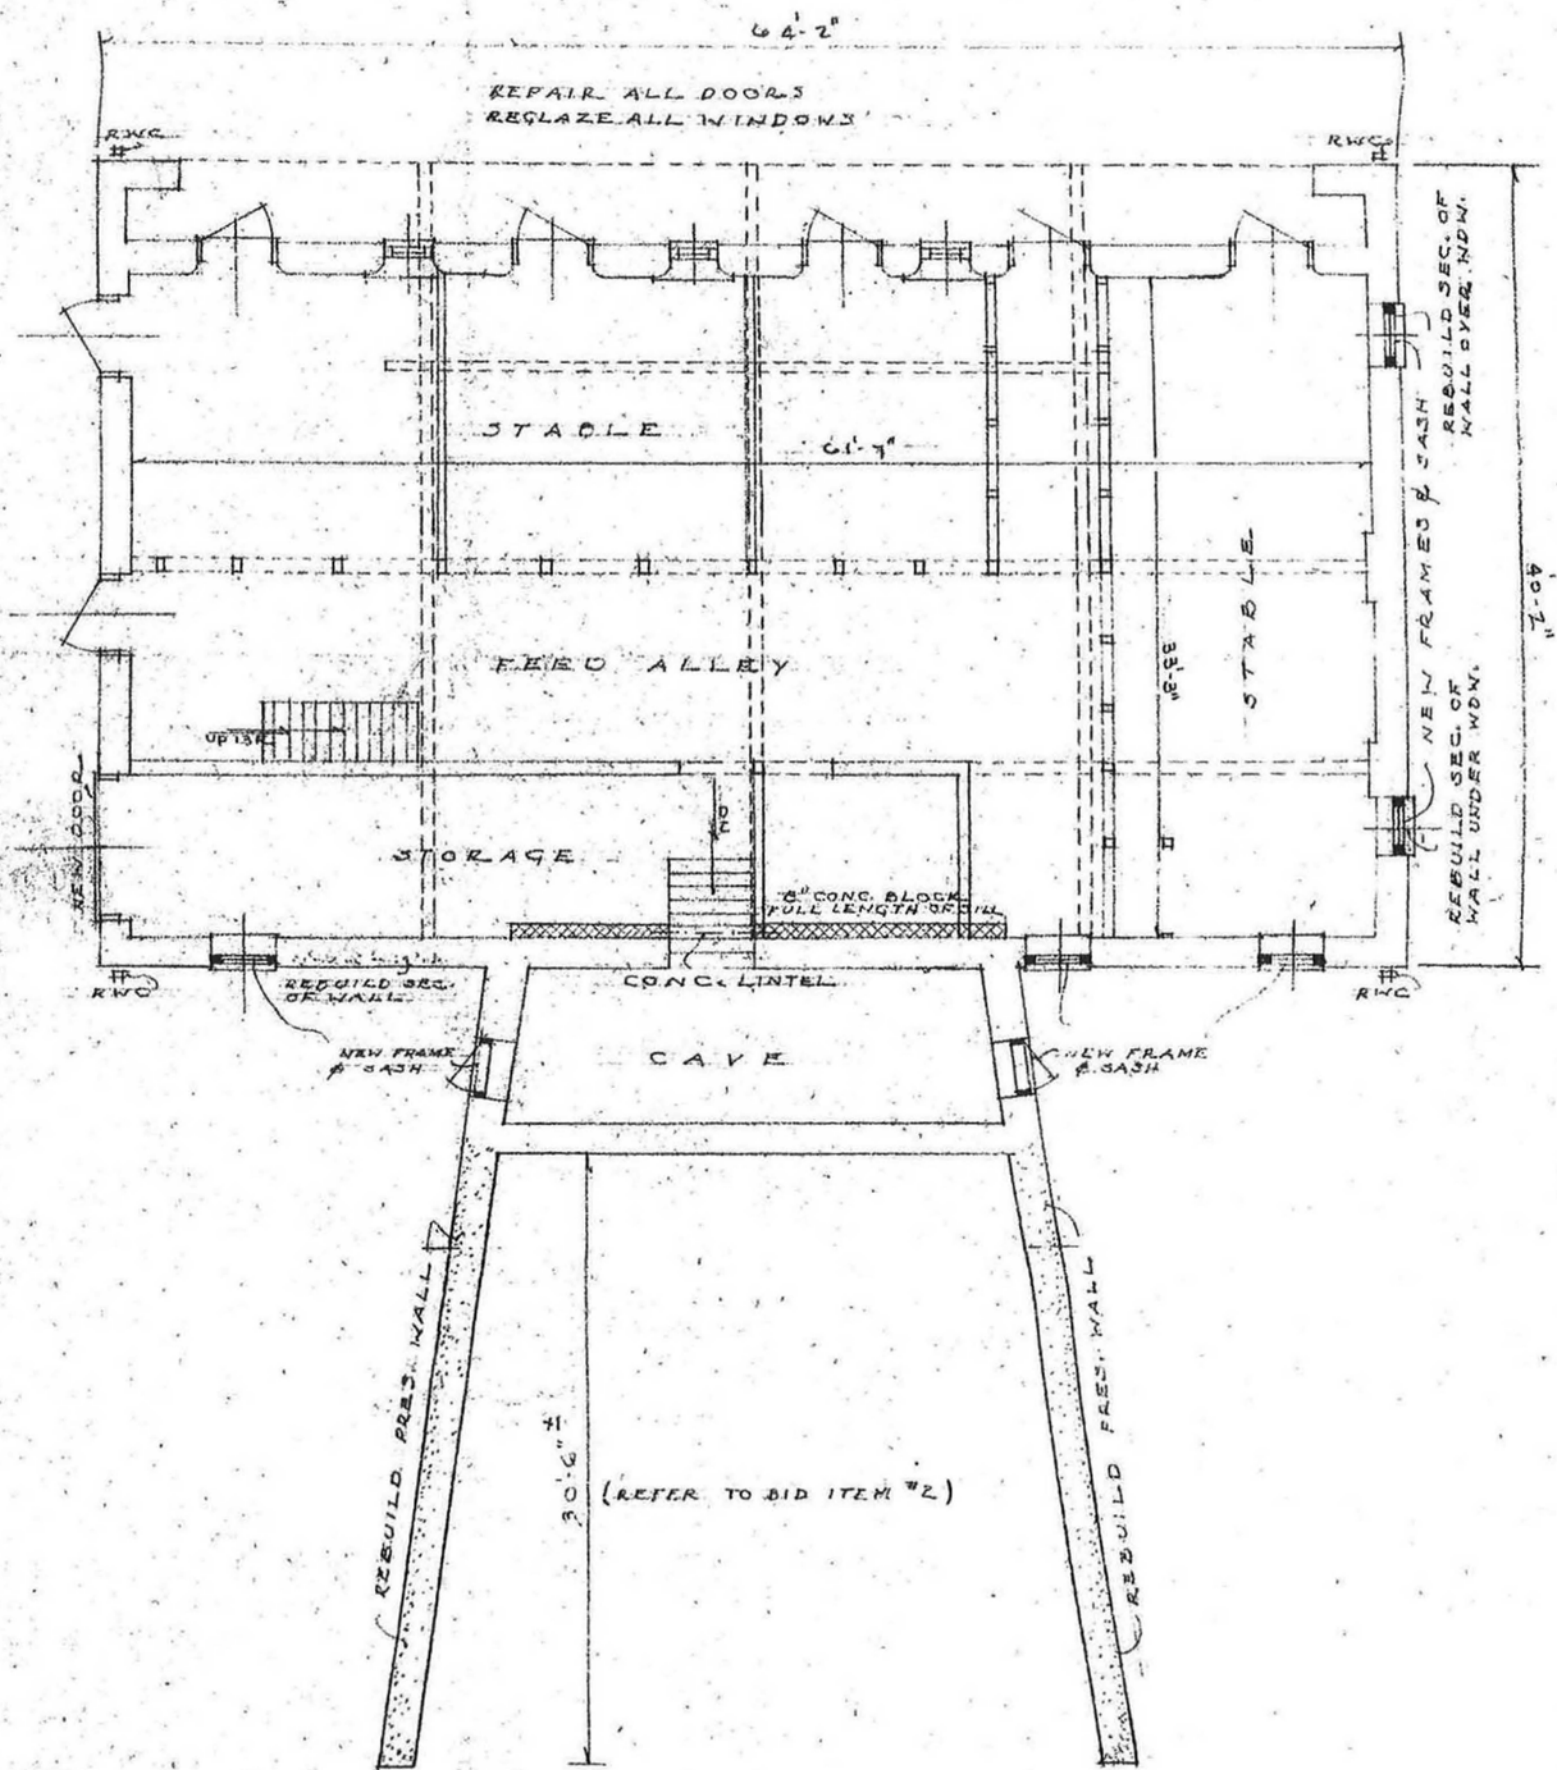 64'-2"
REPAIR ALL DOORS
REGLAZE ALL WINDOWS
RWC
RWC
REBUILD SEC. OF
WALL OVER WDW.
STABLE
61'-9"
NEW FRAMES & SASH
STABLE
40'-2"
33'-3"
FEED ALLEY
UP 13R
NEW DOOR
STORAGE
DN
8" CONC. BLOCK
FULL LENGTH OF SILL
REBUILD SEC. OF
WALL UNDER WDW.
RWC
REBUILD SEC.
OF WALL
CONC. LINTEL
RWC
NEW FRAME
& SASH
CAVE
NEW FRAME
& SASH
REBUILD PRES. WALL
REBUILD PRES. WALL
30'-6" ±
(REFER TO BID ITEM #2)